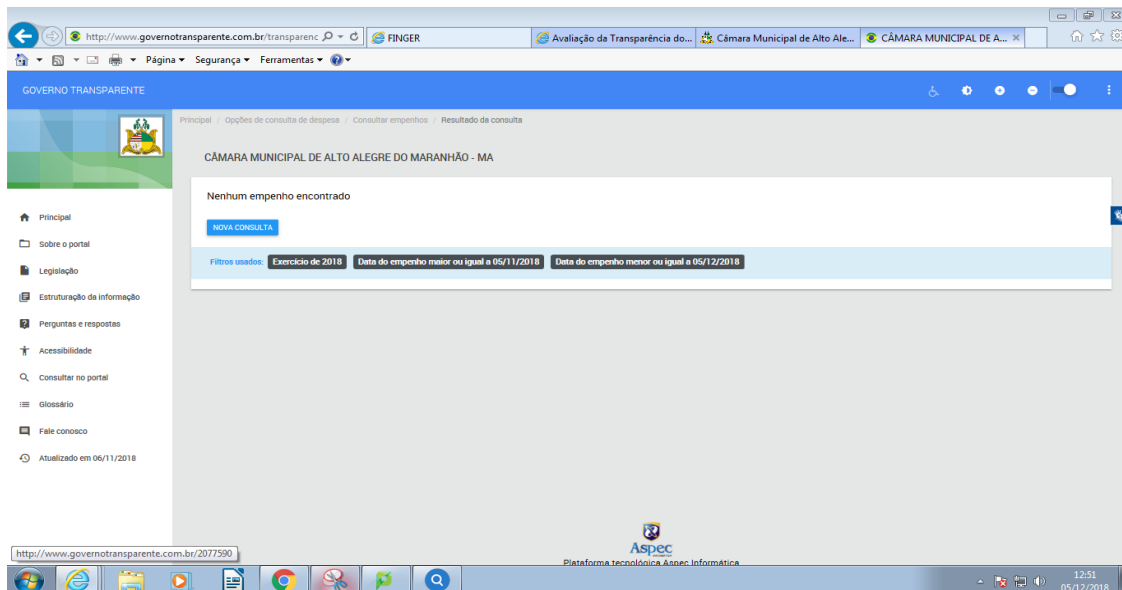 http://www.governotransparente.com.br/transparenc
FINGER
Avaliação da Transparência do...
Câmara Municipal de Alto Ale...
CÂMARA MUNICIPAL DE A...
Página Segurança Ferramentas
GOVERNO TRANSPARENTE
Principal / Opções de consulta de despesa / Consultar empenhos / Resultado da consulta
CÂMARA MUNICIPAL DE ALTO ALEGRE DO MARANHÃO - MA
Nenhum empenho encontrado
NOVA CONSULTA
Filtros usados: Exercício de 2018 Data do empenho maior ou igual a 05/11/2018 Data do empenho menor ou igual a 05/12/2018
Principal
Sobre o portal
Legislação
Estruturação da informação
Perguntas e respostas
Acessibilidade
Consultar no portal
Glossário
Fale conosco
Atualizado em 06/11/2018
Aspec
Plataforma tecnológica Aspec Informática
http://www.governotransparente.com.br/2077590
12:51
05/12/2018